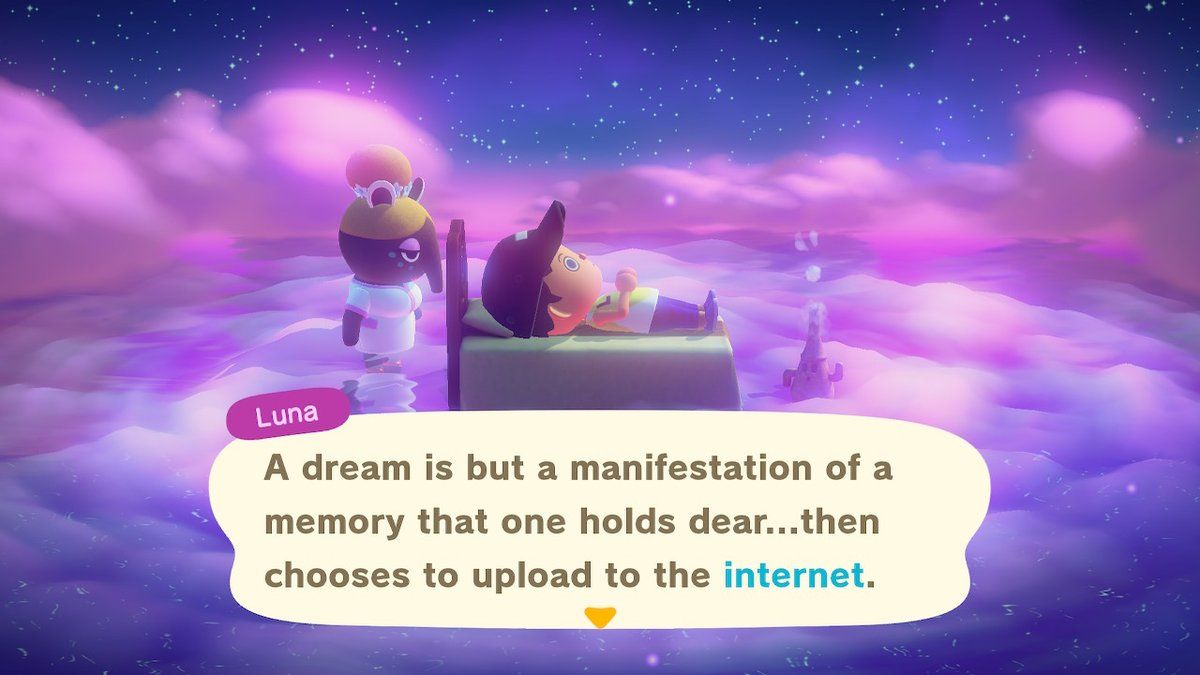 Luna
A dream is but a manifestation of a
memory that one holds dear...then
chooses to upload to the internet.